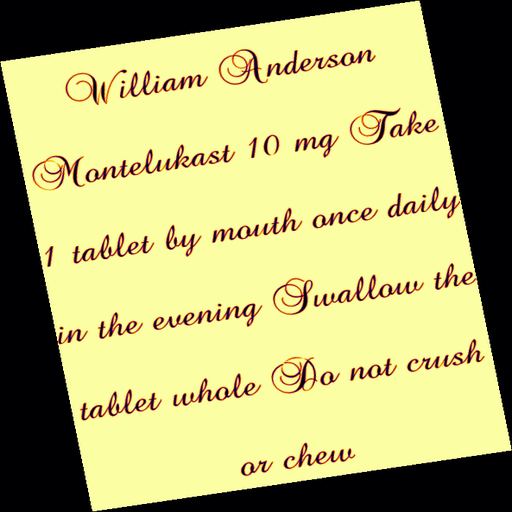 William Anderson
Montelukast 10 mg Take
1 tablet by mouth once daily
in the evening Swallow the
tablet whole Do not crush
or chew